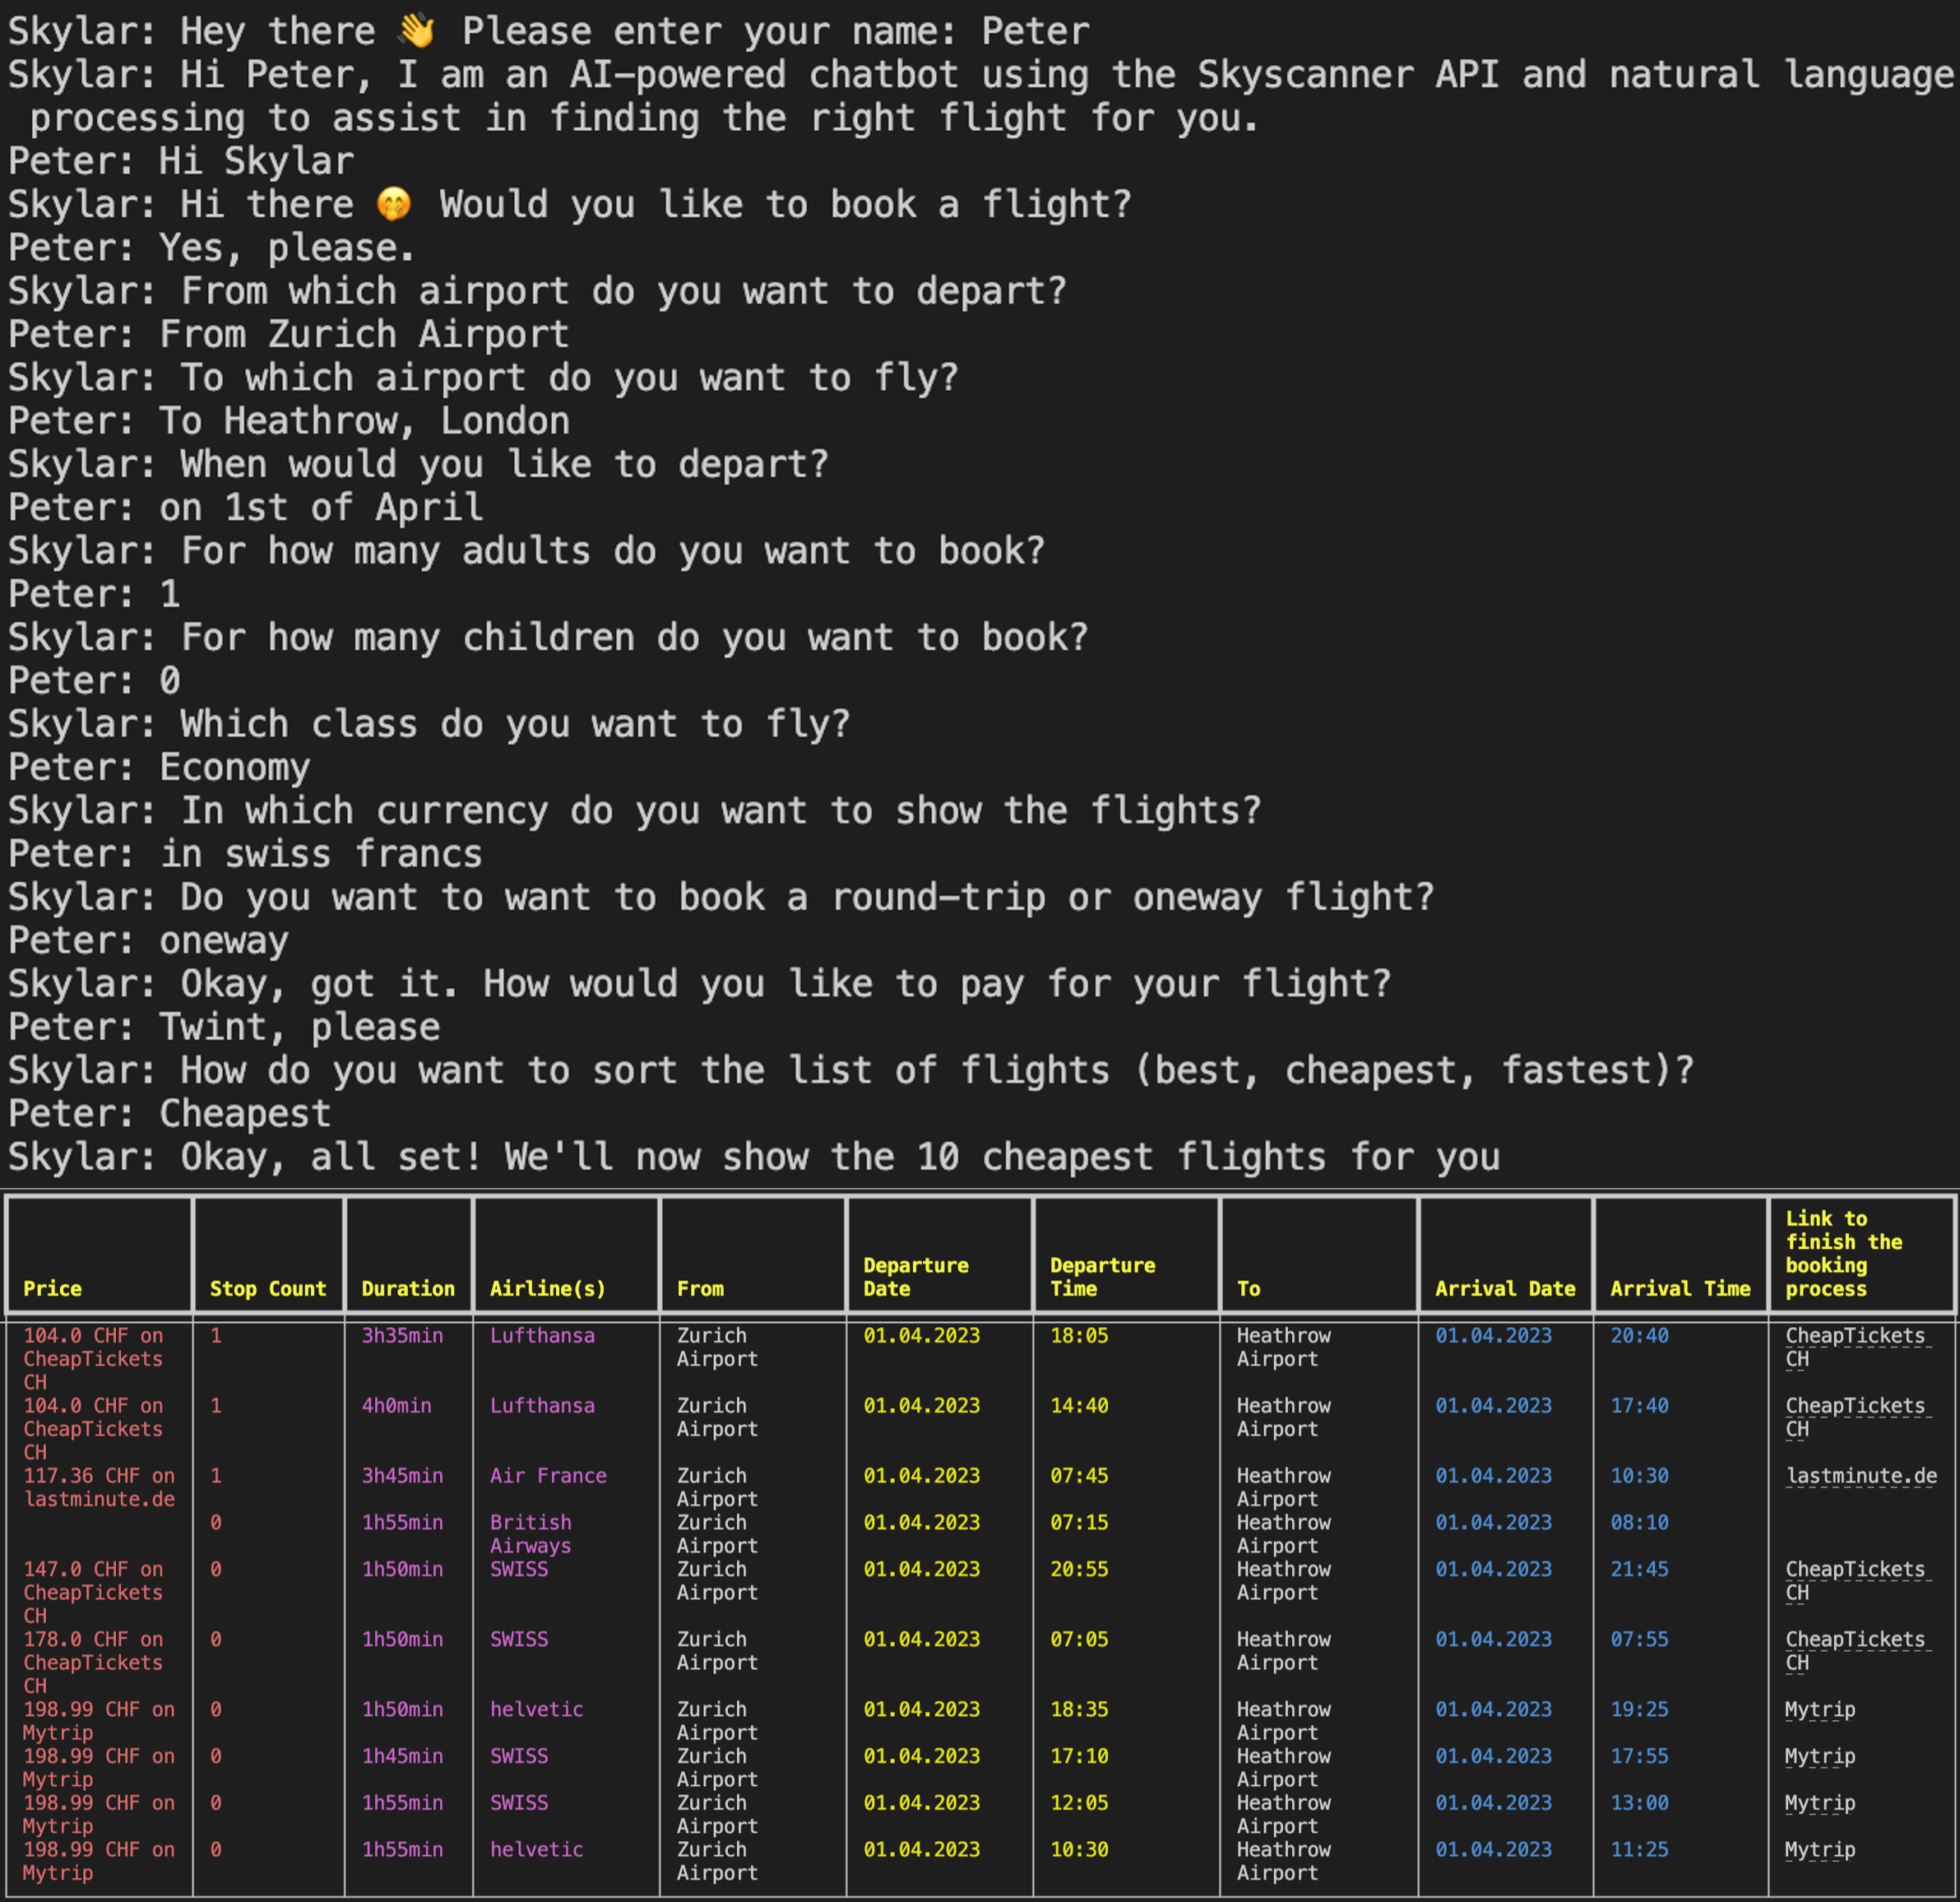 Skylar: Hey there 👋 Please enter your name: Peter
Skylar: Hi Peter, I am an AI-powered chatbot using the Skyscanner API and natural language
processing to assist in finding the right flight for you.
Peter: Hi Skylar
Skylar: Hi there 🤭 Would you like to book a flight?
Peter: Yes, please.
Skylar: From which airport do you want to depart?
Peter: From Zurich Airport
Skylar: To which airport do you want to fly?
Peter: To Heathrow, London
Skylar: When would you like to depart?
Peter: on 1st of April
Skylar: For how many adults do you want to book?
Peter: 1
Skylar: For how many children do you want to book?
Peter: 0
Skylar: Which class do you want to fly?
Peter: Economy
Skylar: In which currency do you want to show the flights?
Peter: in swiss francs
Skylar: Do you want to want to book a round-trip or oneway flight?
Peter: oneway
Skylar: Okay, got it. How would you like to pay for your flight?
Peter: Twint, please
Skylar: How do you want to sort the list of flights (best, cheapest, fastest)?
Peter: Cheapest
Skylar: Okay, all set! We'll now show the 10 cheapest flights for you
Link to
finish the
Departure Departure booking
Price Stop Count Duration Airline(s) From Date Time To Arrival Date Arrival Time process
104.0 CHF on 1 3h35min Lufthansa Zurich 01.04.2023 18:05 Heathrow 01.04.2023 20:40 CheapTickets
CheapTickets Airport Airport CH
CH
104.0 CHF on 1 4h0min Lufthansa Zurich 01.04.2023 14:40 Heathrow 01.04.2023 17:40 CheapTickets
CheapTickets Airport Airport CH
CH
117.36 CHF on 1 3h45min Air France Zurich 01.04.2023 07:45 Heathrow 01.04.2023 10:30 lastminute.de
lastminute.de Airport Airport
0 1h55min British Zurich 01.04.2023 07:15 Heathrow 01.04.2023 08:10
Airways Airport Airport
147.0 CHF on 0 1h50min SWISS Zurich 01.04.2023 20:55 Heathrow 01.04.2023 21:45 CheapTickets
CheapTickets Airport Airport CH
CH
178.0 CHF on 0 1h50min SWISS Zurich 01.04.2023 07:05 Heathrow 01.04.2023 07:55 CheapTickets
CheapTickets Airport Airport CH
CH
198.99 CHF on 0 1h50min helvetic Zurich 01.04.2023 18:35 Heathrow 01.04.2023 19:25 Mytrip
Mytrip Airport Airport
198.99 CHF on 0 1h45min SWISS Zurich 01.04.2023 17:10 Heathrow 01.04.2023 17:55 Mytrip
Mytrip Airport Airport
198.99 CHF on 0 1h55min SWISS Zurich 01.04.2023 12:05 Heathrow 01.04.2023 13:00 Mytrip
Mytrip Airport Airport
198.99 CHF on 0 1h55min helvetic Zurich 01.04.2023 10:30 Heathrow 01.04.2023 11:25 Mytrip
Mytrip Airport Airport